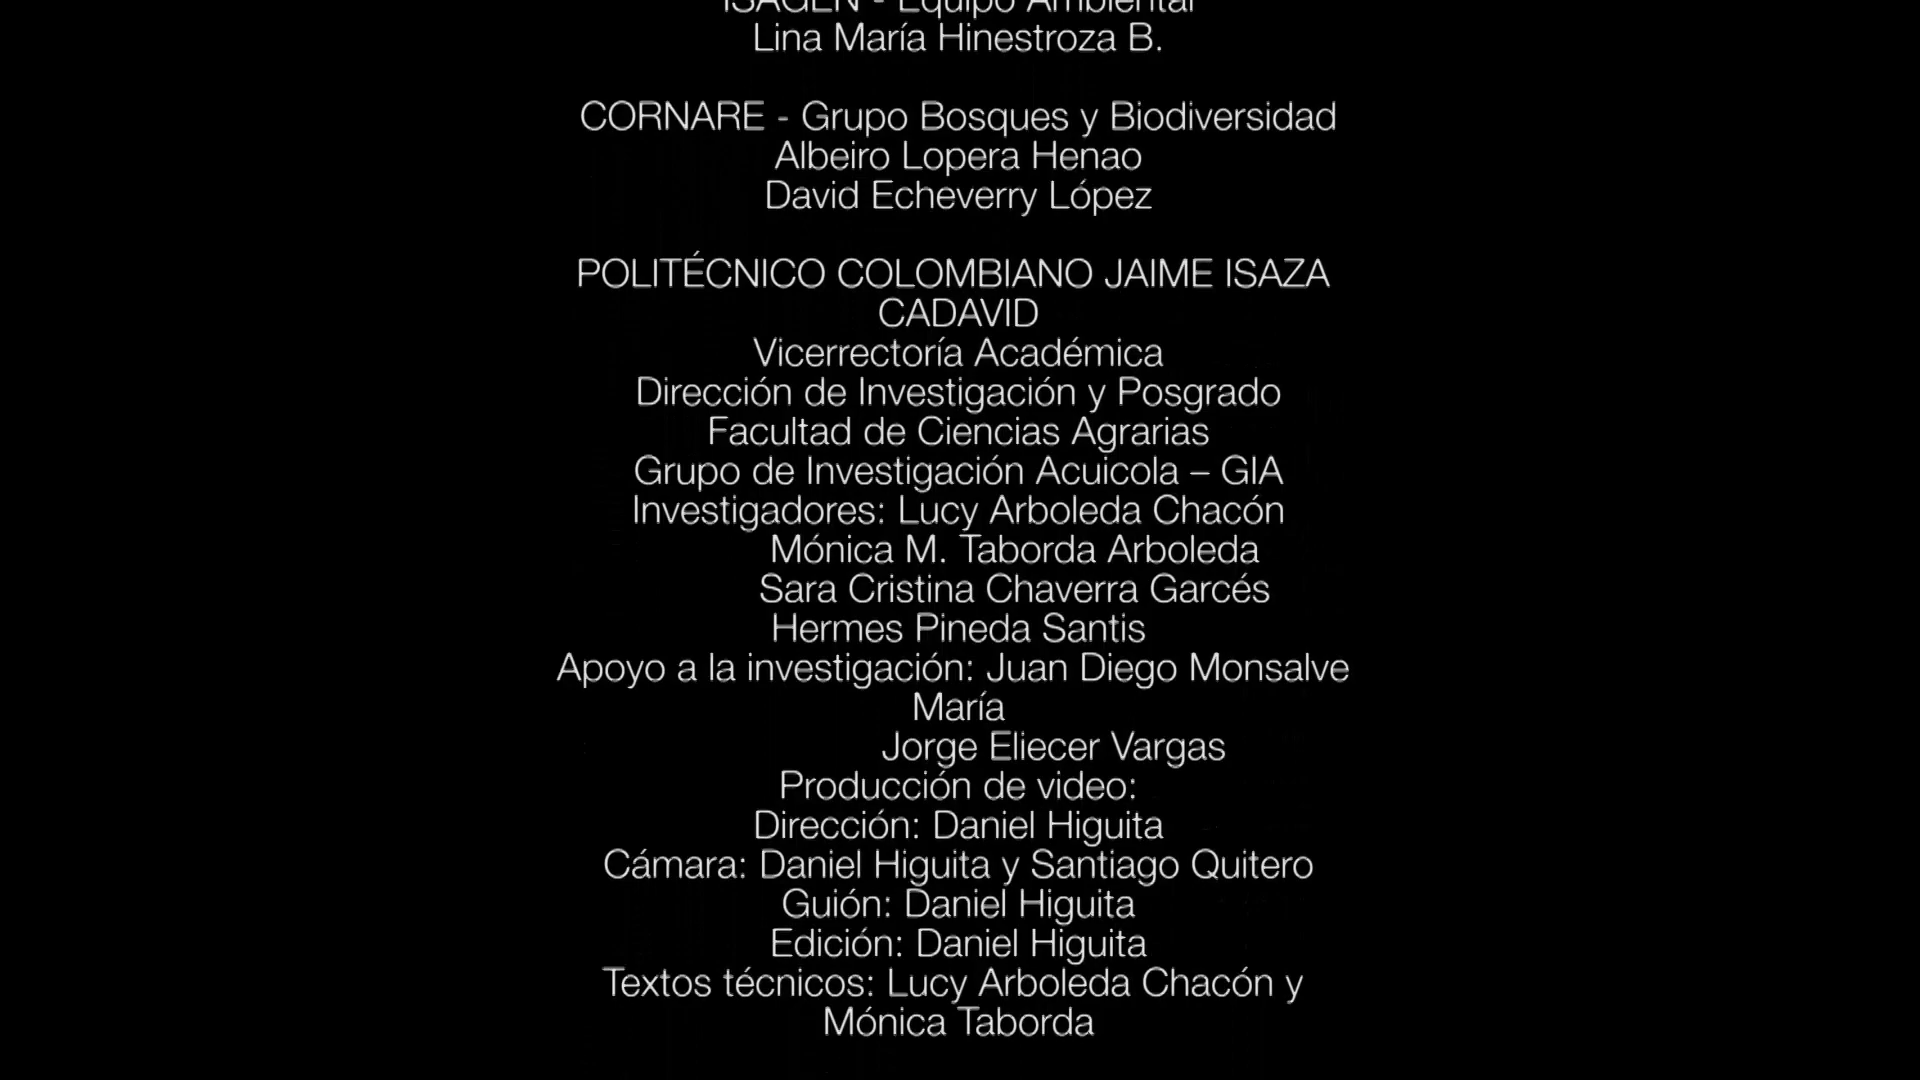 ISAGEN - Equipo Ambiental
Lina María Hinestroza B.
CORNARE - Grupo Bosques y Biodiversidad
Albeiro Lopera Henao
David Echeverry López
POLITÉCNICO COLOMBIANO JAIME ISAZA
CADAVID
Vicerrectoría Académica
Dirección de Investigación y Posgrado
Facultad de Ciencias Agrarias
Grupo de Investigación Acuicola – GIA
Investigadores: Lucy Arboleda Chacón
Mónica M. Taborda Arboleda
Sara Cristina Chaverra Garcés
Hermes Pineda Santis
Apoyo a la investigación: Juan Diego Monsalve
María
Jorge Eliecer Vargas
Producción de video:
Dirección: Daniel Higuita
Cámara: Daniel Higuita y Santiago Quitero
Guión: Daniel Higuita
Edición: Daniel Higuita
Textos técnicos: Lucy Arboleda Chacón y
Mónica Taborda